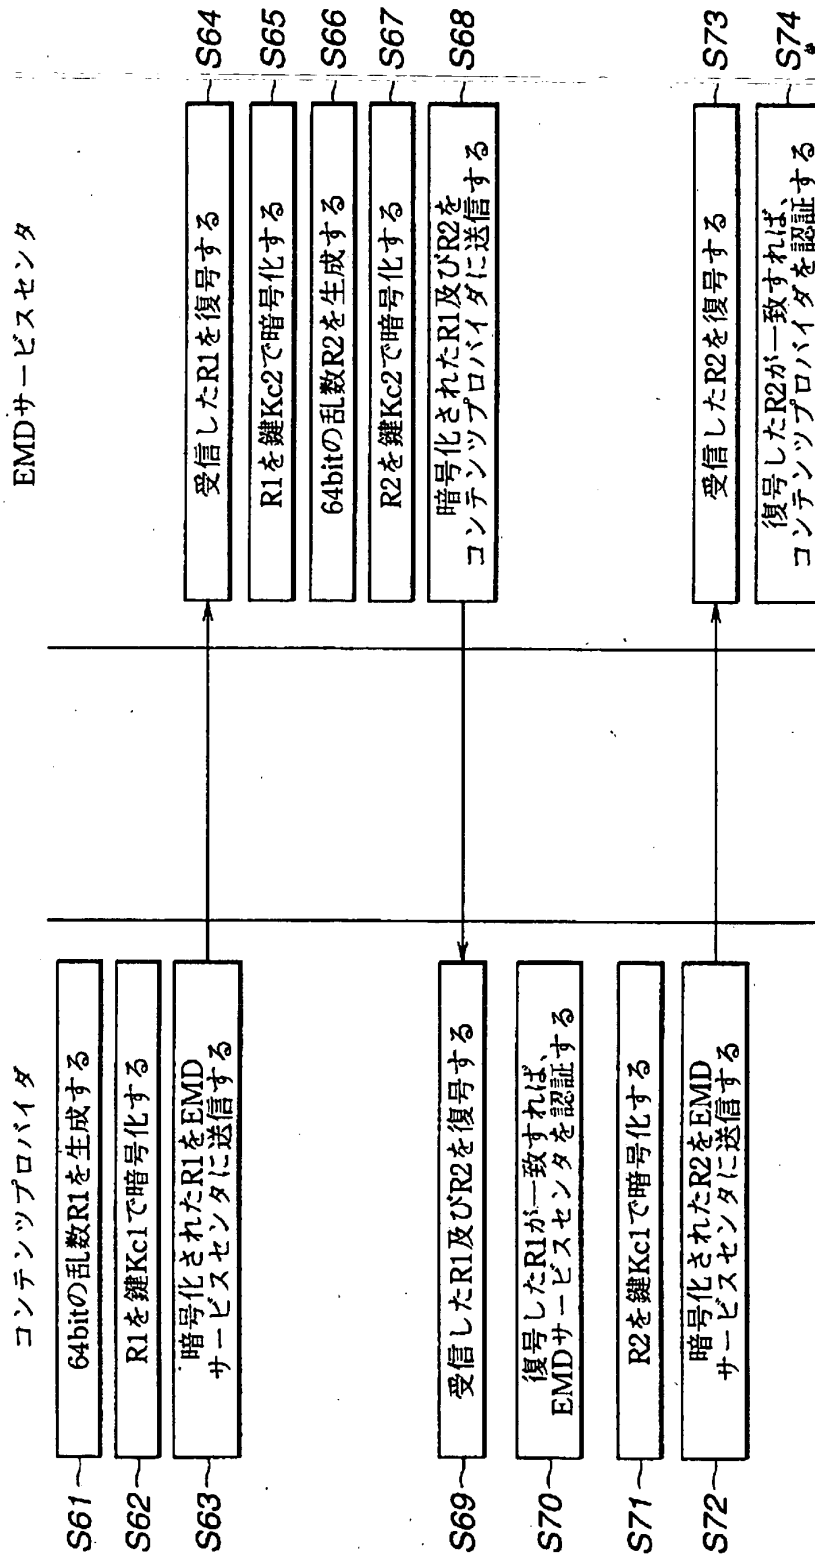 コンテンツプロバイダ
EMDサービスセンタ
S61
64bitの乱数R1を生成する
S62
R1を鍵Kc1で暗号化する
S63
暗号化されたR1をEMD
サービスセンタに送信する
受信したR1を復号する
S64
R1を鍵Kc2で暗号化する
S65
64bitの乱数R2を生成する
S66
R2を鍵Kc2で暗号化する
S67
暗号化されたR1及びR2を
コンテンツプロバイダに送信する
S68
S69
受信したR1及びR2を復号する
S70
復号したR1が一致すれば、
EMDサービスセンタを認証する
S71
R2を鍵Kc1で暗号化する
S72
暗号化されたR2をEMD
サービスセンタに送信する
受信したR2を復号する
S73
復号したR2が一致すれば、
コンテンツプロバイダを認証する
S74